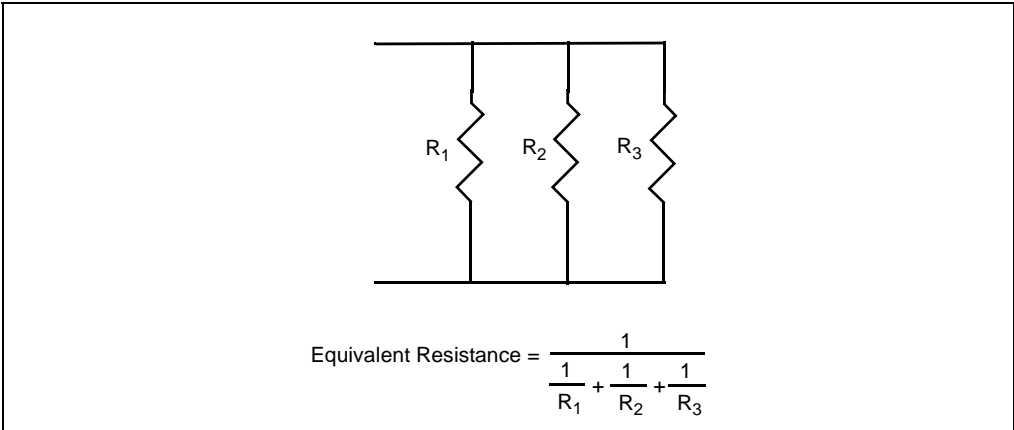 R1 R2 R3
Equivalent Resistance = 1
1 + 1 + 1
R1 R2 R3